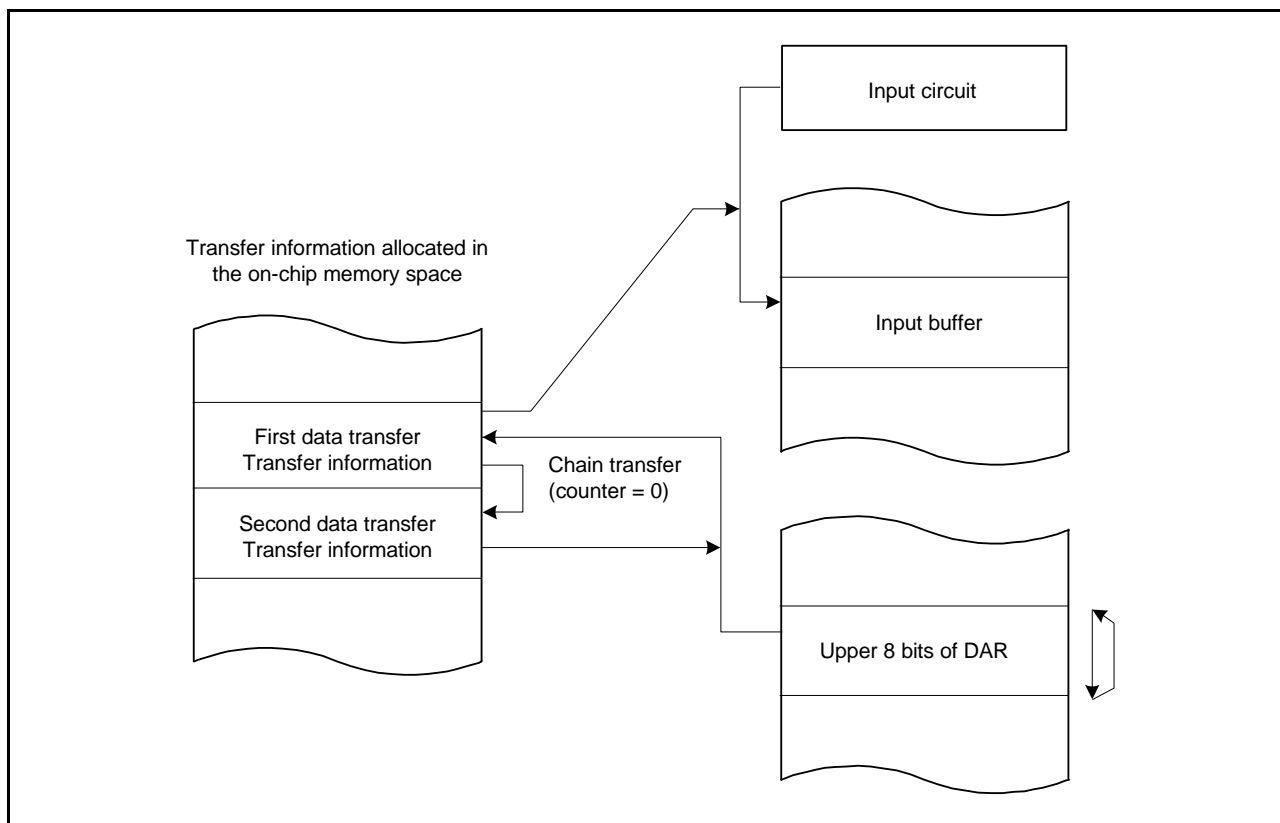 Input circuit
Transfer information allocated in
the on-chip memory space
Input buffer
First data transfer
Transfer information
Chain transfer
(counter = 0)
Second data transfer
Transfer information
Upper 8 bits of DAR